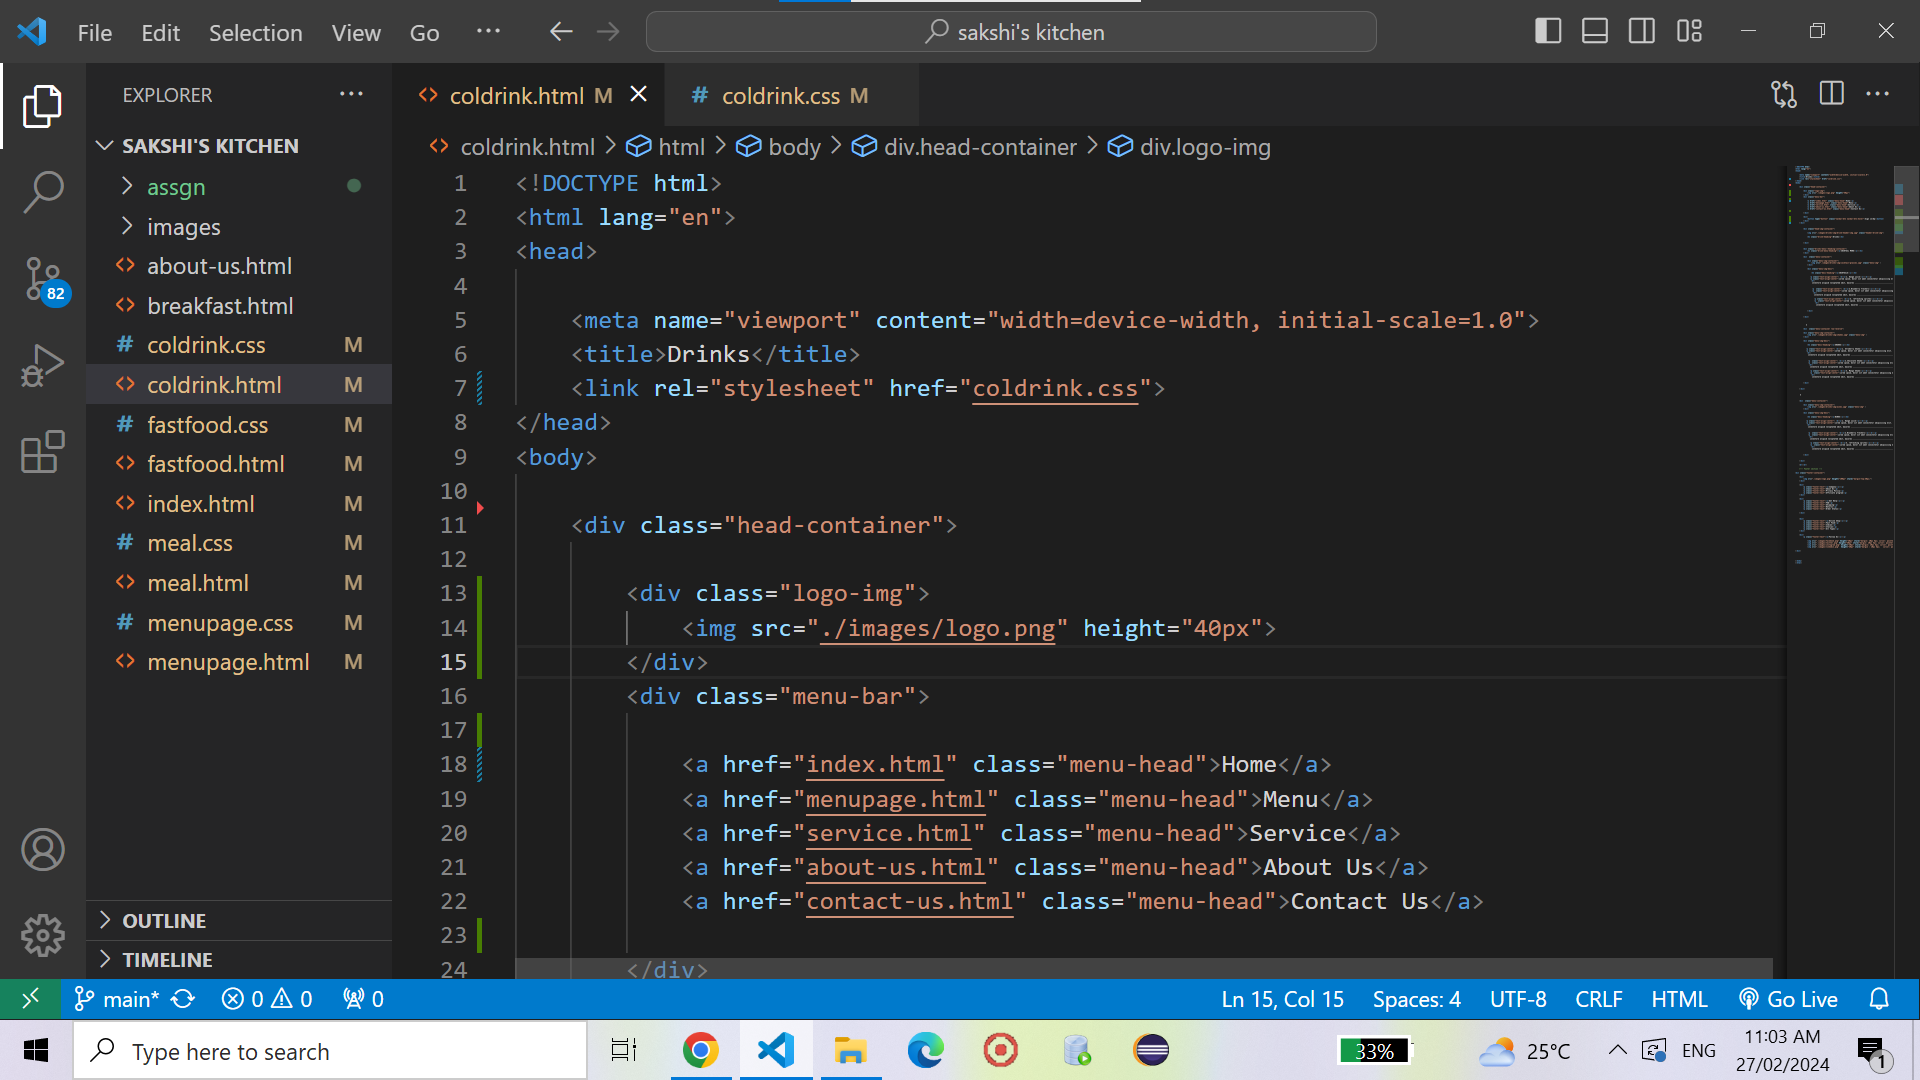 File Edit Selection View Go ··· sakshi's kitchen
EXPLORER ···
SAKSHI'S KITCHEN
assgn
images
about-us.html
breakfast.html
coldrink.css M
coldrink.html M
fastfood.css M
fastfood.html M
index.html M
meal.css M
meal.html M
menupage.css M
menupage.html M
OUTLINE
TIMELINE
82
coldrink.html M
# coldrink.css M
coldrink.html > html > body > div.head-container > div.logo-img
1 <!DOCTYPE html>
2 <html lang="en">
3 <head>
4
5 <meta name="viewport" content="width=device-width, initial-scale=1.0">
6 <title>Drinks</title>
7 <link rel="stylesheet" href="coldrink.css">
8 </head>
9 <body>
10
11 <div class="head-container">
12
13 <div class="logo-img">
14 <img src="./images/logo.png" height="40px">
15 </div>
16 <div class="menu-bar">
17
18 <a href="index.html" class="menu-head">Home</a>
19 <a href="menupage.html" class="menu-head">Menu</a>
20 <a href="service.html" class="menu-head">Service</a>
21 <a href="about-us.html" class="menu-head">About Us</a>
22 <a href="contact-us.html" class="menu-head">Contact Us</a>
23
24 </div>
main* 0 0 0 Ln 15, Col 15 Spaces: 4 UTF-8 CRLF HTML Go Live
Type here to search 33% 25°C ENG 11:03 AM
27/02/2024 1